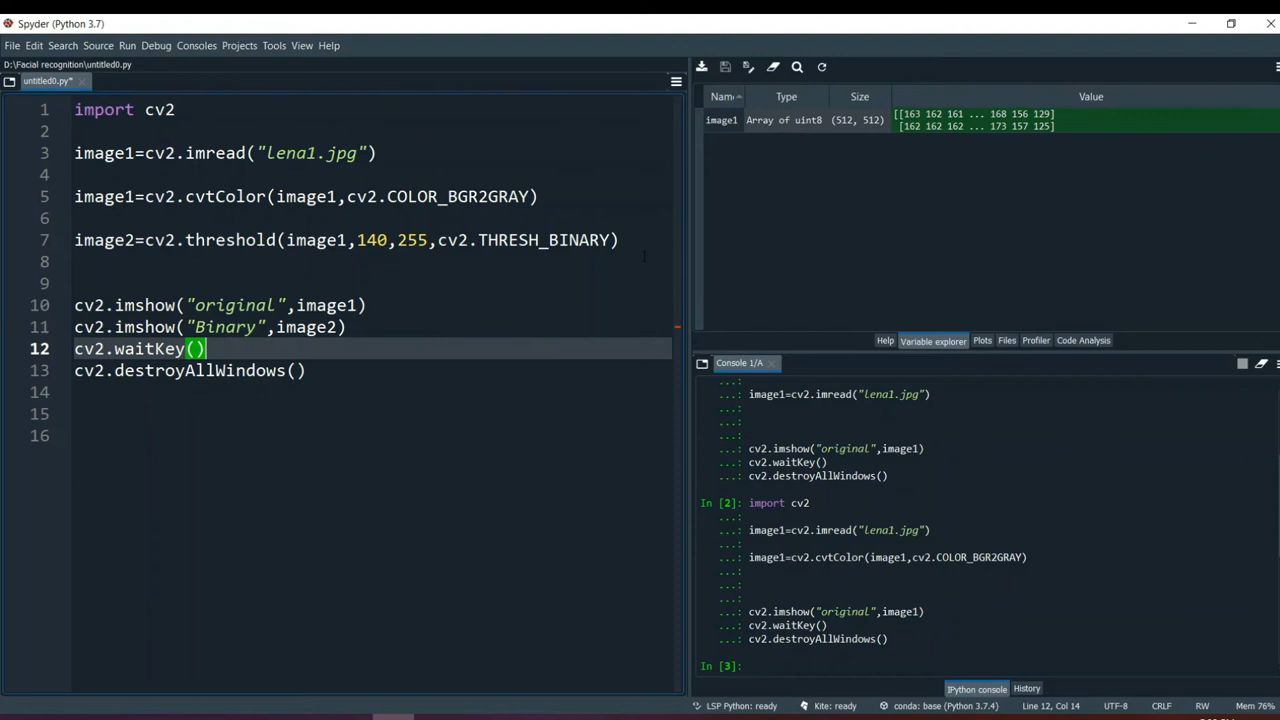 Spyder (Python 3.7)
File Edit Search Source Run Debug Consoles Projects Tools View Help
D:\Facial recognition\untitled0.py
untitled0.py*
1 import cv2
2
3 image1=cv2.imread("lena1.jpg")
4
5 image1=cv2.cvtColor(image1,cv2.COLOR_BGR2GRAY)
6
7 image2=cv2.threshold(image1,140,255,cv2.THRESH_BINARY)
8
9
10 cv2.imshow("original",image1)
11 cv2.imshow("Binary",image2)
12 cv2.waitKey()
13 cv2.destroyAllWindows()
14
15
16
Name Type Size Value
image1 Array of uint8 (512, 512) [[163 162 161 ... 168 156 129]
[162 162 162 ... 173 157 125]
Help Variable explorer Plots Files Profiler Code Analysis
Console 1/A
...:
...: image1=cv2.imread("lena1.jpg")
...:
...:
...:
...: cv2.imshow("original",image1)
...: cv2.waitKey()
...: cv2.destroyAllWindows()
In [2]: import cv2
...:
...: image1=cv2.imread("lena1.jpg")
...:
...: image1=cv2.cvtColor(image1,cv2.COLOR_BGR2GRAY)
...:
...:
...:
...: cv2.imshow("original",image1)
...: cv2.waitKey()
...: cv2.destroyAllWindows()
In [3]:
IPython console History
LSP Python: ready Kite: ready conda: base (Python 3.7.4) Line 12, Col 14 UTF-8 CRLF RW Mem 76%